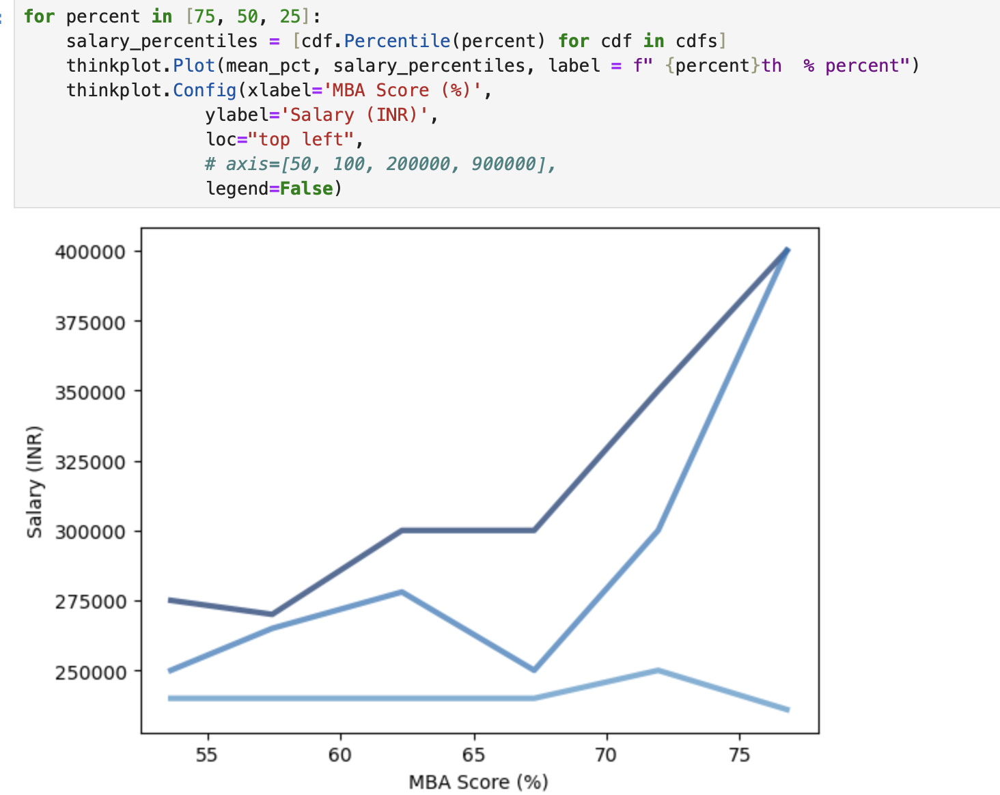 for percent in [75, 50, 25]:
    salary_percentiles = [cdf.Percentile(percent) for cdf in cdfs]
    thinkplot.Plot(mean_pct, salary_percentiles, label = f" {percent}th  % percent")
    thinkplot.Config(xlabel='MBA Score (%)',
                 ylabel='Salary (INR)',
                 loc="top left",
                 # axis=[50, 100, 200000, 900000],
                 legend=False)
400000
375000
350000
325000
300000
275000
250000
Salary (INR)
55 60 65 70 75
MBA Score (%)